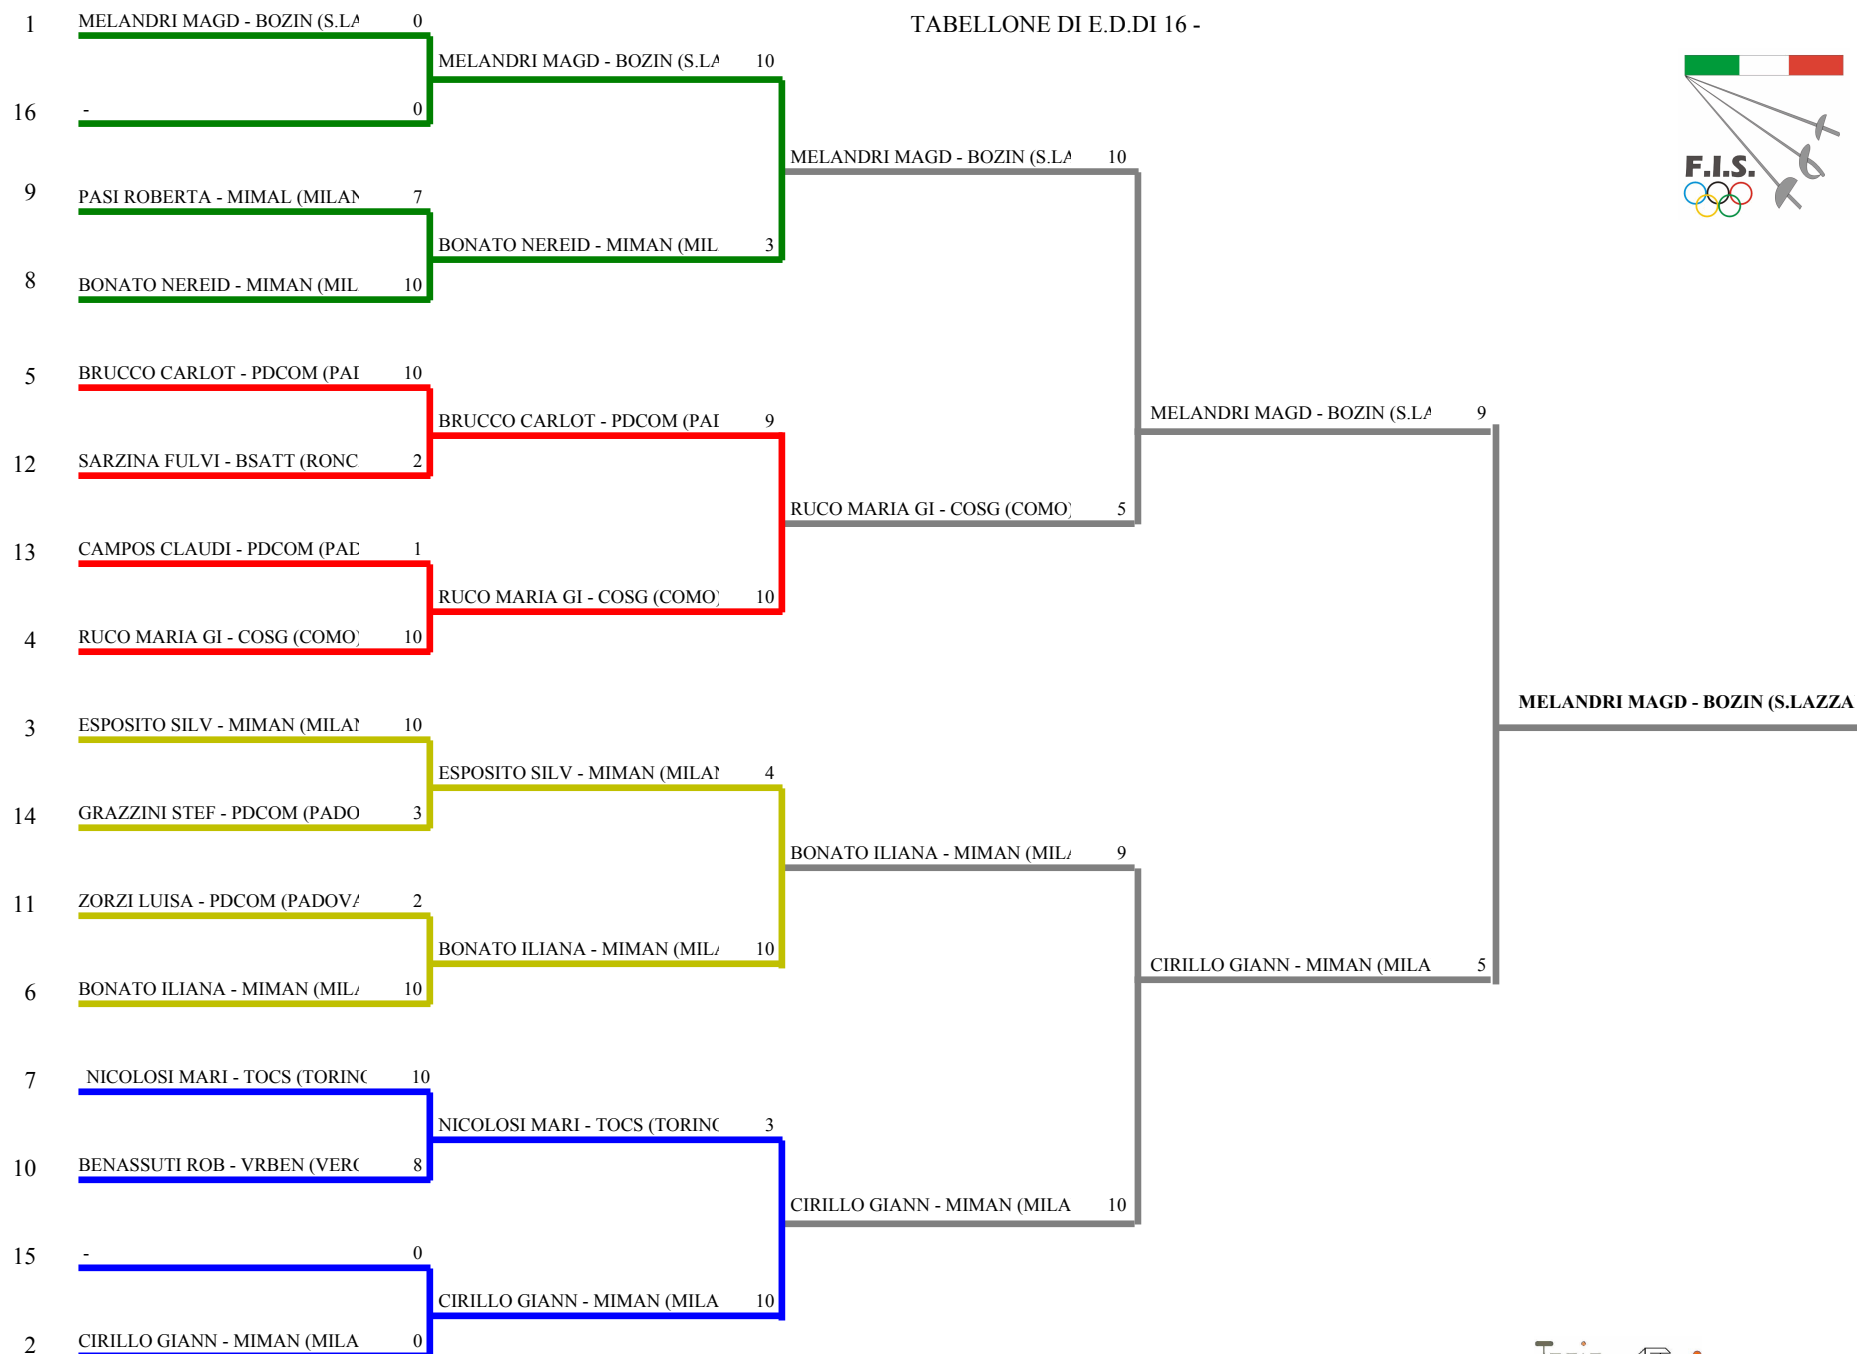 TABELLONE DI E.D.DI 16 -
F.I.S.
1 MELANDRI MAGD - BOZIN (S.LA 0
16 - 0
9 PASI ROBERTA - MIMAL (MILAN 7
8 BONATO NEREID - MIMAN (MIL 10
5 BRUCCO CARLOT - PDCOM (PAD 10
12 SARZINA FULVI - BSATT (RONC 2
13 CAMPOS CLAUDI - PDCOM (PAD 1
4 RUCO MARIA GI - COSG (COMO) 10
3 ESPOSITO SILV - MIMAN (MILAN 10
14 GRAZZINI STEF - PDCOM (PADO 3
11 ZORZI LUISA - PDCOM (PADOVA 2
6 BONATO ILIANA - MIMAN (MILA 10
7 NICOLOSI MARI - TOCS (TORINO 10
10 BENASSUTI ROB - VRBEN (VERO 8
15 - 0
2 CIRILLO GIANN - MIMAN (MILA 0
MELANDRI MAGD - BOZIN (S.LA 10
BONATO NEREID - MIMAN (MIL 3
BRUCCO CARLOT - PDCOM (PAD 9
RUCO MARIA GI - COSG (COMO) 10
ESPOSITO SILV - MIMAN (MILAN 4
BONATO ILIANA - MIMAN (MILA 10
NICOLOSI MARI - TOCS (TORINO 3
CIRILLO GIANN - MIMAN (MILA 10
MELANDRI MAGD - BOZIN (S.LA 10
RUCO MARIA GI - COSG (COMO) 5
BONATO ILIANA - MIMAN (MILA 9
CIRILLO GIANN - MIMAN (MILA 10
MELANDRI MAGD - BOZIN (S.LA 9
CIRILLO GIANN - MIMAN (MILA 5
MELANDRI MAGD - BOZIN (S.LAZZA